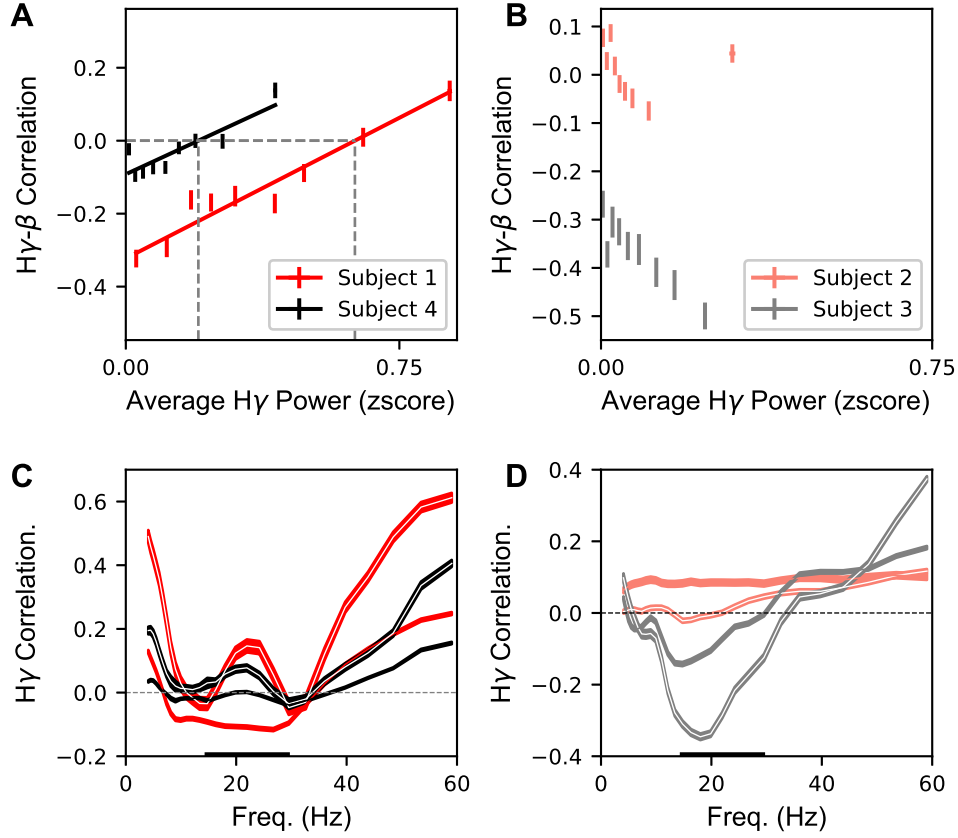 A
Hγ-β Correlation
0.2
0.0
−0.2
−0.4
Subject 1
Subject 4
0.00
0.75
Average Hγ Power (zscore)
B
Hγ-β Correlation
0.1
0.0
−0.1
−0.2
−0.3
−0.4
−0.5
Subject 2
Subject 3
0.00
0.75
Average Hγ Power (zscore)
C
Hγ Correlation.
0.6
0.4
0.2
0.0
−0.2
0
20
40
60
Freq. (Hz)
D
Hγ Correlation.
0.4
0.2
0.0
−0.2
−0.4
0
20
40
60
Freq. (Hz)